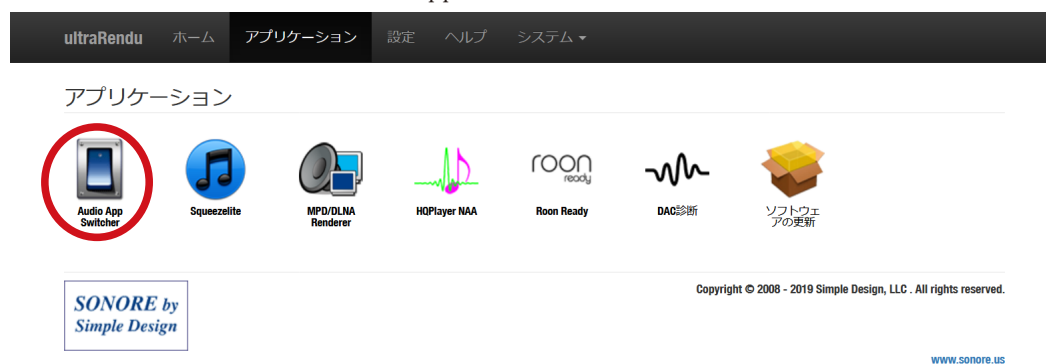 ultraRendu ホーム アプリケーション 設定 ヘルプ システム
アプリケーション
roon
ready
Audio App
Switcher
Squeezelite
MPD/DLNA
Renderer
HQPlayer NAA
Roon Ready
DAC診断
ソフトウェ
アの更新
SONORE by
Simple Design
Copyright © 2008 - 2019 Simple Design, LLC . All rights reserved.
www.sonore.us